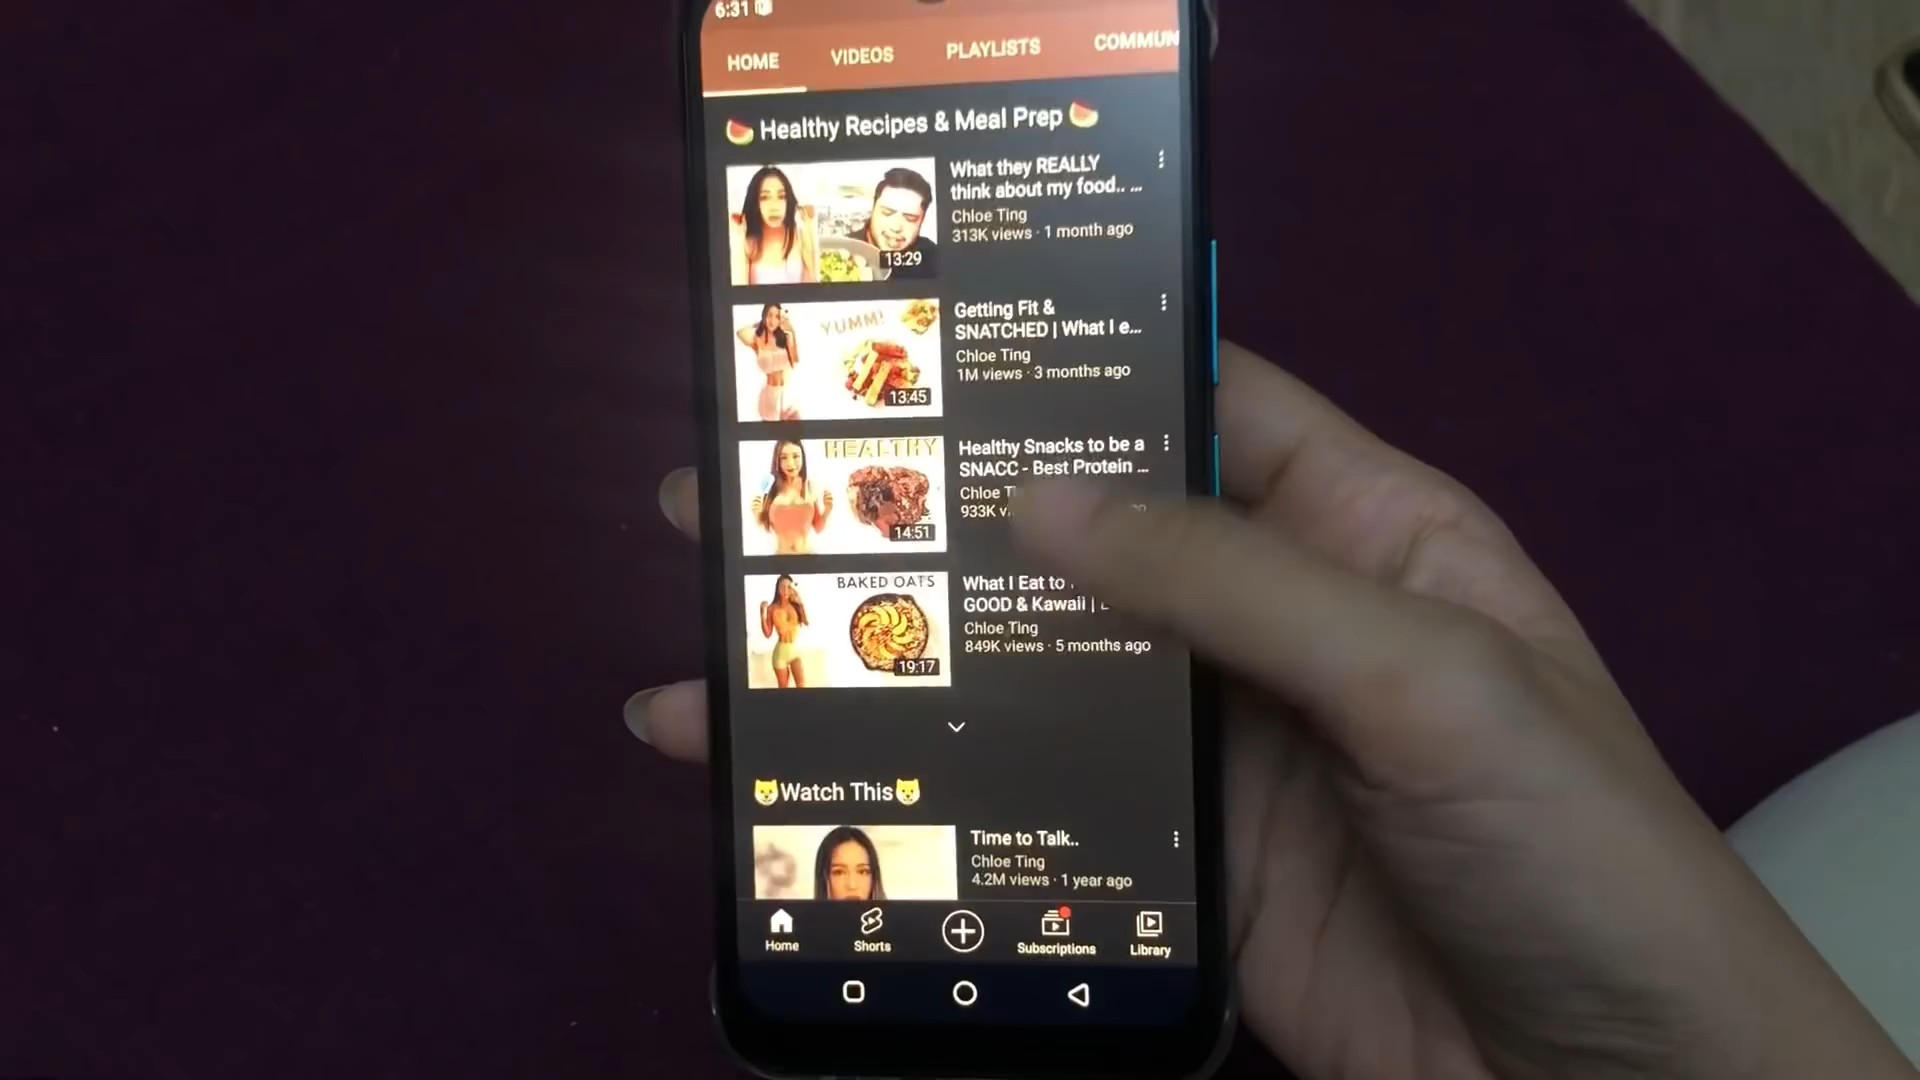 6:31
HOME VIDEOS PLAYLISTS COMMUN
🍉 Healthy Recipes & Meal Prep 🍉
What they REALLY
think about my food.. ...
Chloe Ting
313K views · 1 month ago
13:29
Getting Fit &
SNATCHED | What I e...
Chloe Ting
1M views · 3 months ago
YUMM!
13:45
Healthy Snacks to be a
SNACC - Best Protein ...
Chloe
933K
HEALTHY
14:51
What I Eat to
GOOD & Kawaii |
Chloe Ting
849K views · 5 months ago
BAKED OATS
19:17
😺Watch This😺
Time to Talk..
Chloe Ting
4.2M views · 1 year ago
Home Shorts Subscriptions Library